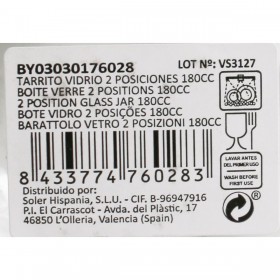 BY03030176028
LOT Nº: VS3127
TARRITO VIDRIO 2 POSICIONES 180CC
BOITE VERRE 2 POSITIONS 180CC
2 POSITION GLASS JAR 180CC
BOTE VIDRO 2 POSIÇÕES 180CC
BARATTOLO VETRO 2 POSIZIONI 180CC
8 433774 760283
LAVAR ANTES
DEL PRIMER USO
WASH BEFORE
FIRST USE
Distribuido por:
Soler Hispania, S.L.U. - CIF. B-96947916
P.i. El Carrascot - Avda. del Plàstic, 17
46850 L'Olleria, Valencia (Spain)